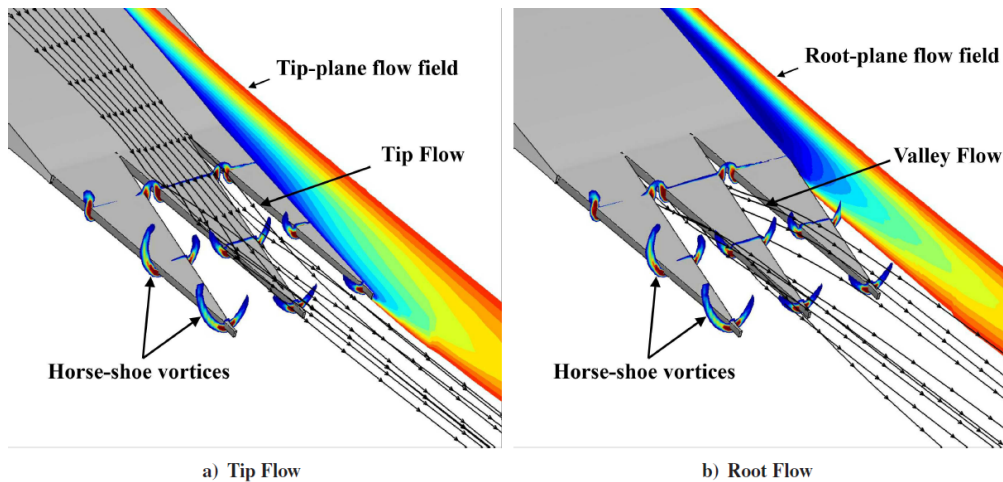 Tip-plane flow field
Tip Flow
Horse-shoe vortices
a) Tip Flow
Root-plane flow field
Valley Flow
Horse-shoe vortices
b) Root Flow